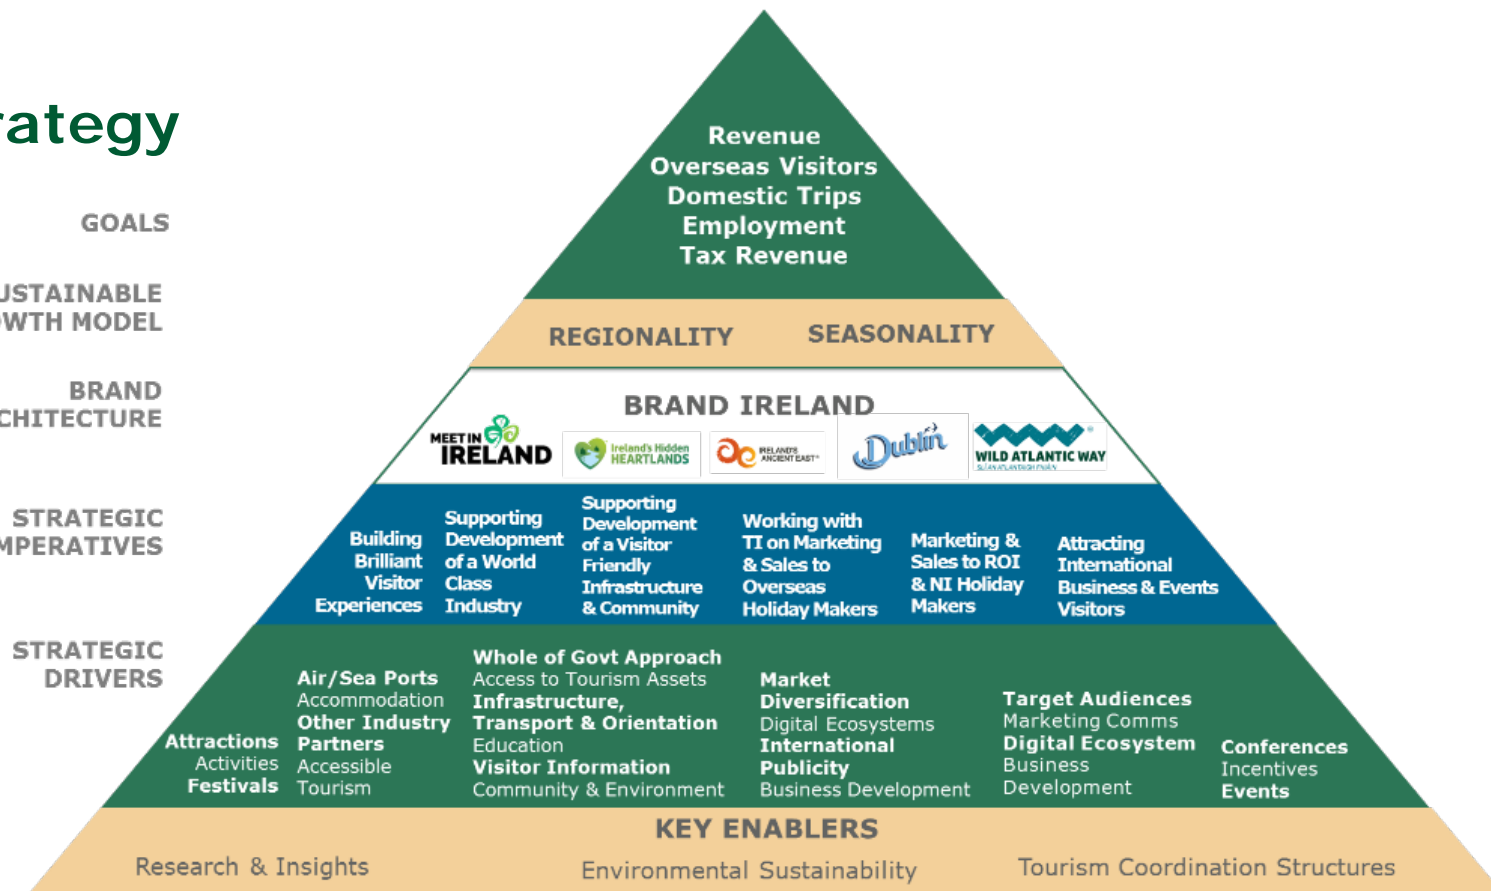 rategy
GOALS
USTAINABLE
OWTH MODEL
BRAND
CHITECTURE
STRATEGIC
MPERATIVES
STRATEGIC
DRIVERS
Revenue
Overseas Visitors
Domestic Trips
Employment
Tax Revenue
REGIONALITY
SEASONALITY
BRAND IRELAND
MEET IN
IRELAND
Ireland's Hidden
HEARTLANDS
IRELAND'S
ANCIENT EAST
Dublin
WILD ATLANTIC WAY
Building
Brilliant
Visitor
Experiences
Supporting
Development
of a World
Class
Industry
Supporting
Development
of a Visitor
Friendly
Infrastructure
& Community
Working with
TI on Marketing
& Sales to
Overseas
Holiday Makers
Marketing &
Sales to ROI
& NI Holiday
Makers
Attracting
International
Business & Events
Visitors
Attractions
Activities
Festivals
Air/Sea Ports
Accommodation
Other Industry
Partners
Accessible
Tourism
Whole of Govt Approach
Access to Tourism Assets
Infrastructure,
Transport & Orientation
Education
Visitor Information
Community & Environment
Market
Diversification
Digital Ecosystems
International
Publicity
Business Development
Target Audiences
Marketing Comms
Digital Ecosystem
Business
Development
Conferences
Incentives
Events
KEY ENABLERS
Research & Insights
Environmental Sustainability
Tourism Coordination Structures